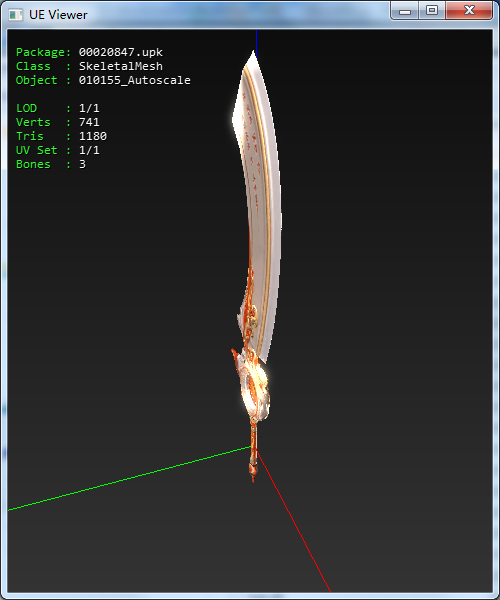 UE Viewer
Package: 00020847.upk
Class  : SkeletalMesh
Object : 010155_Autoscale
LOD    : 1/1
Verts  : 741
Tris   : 1180
UV Set : 1/1
Bones  : 3